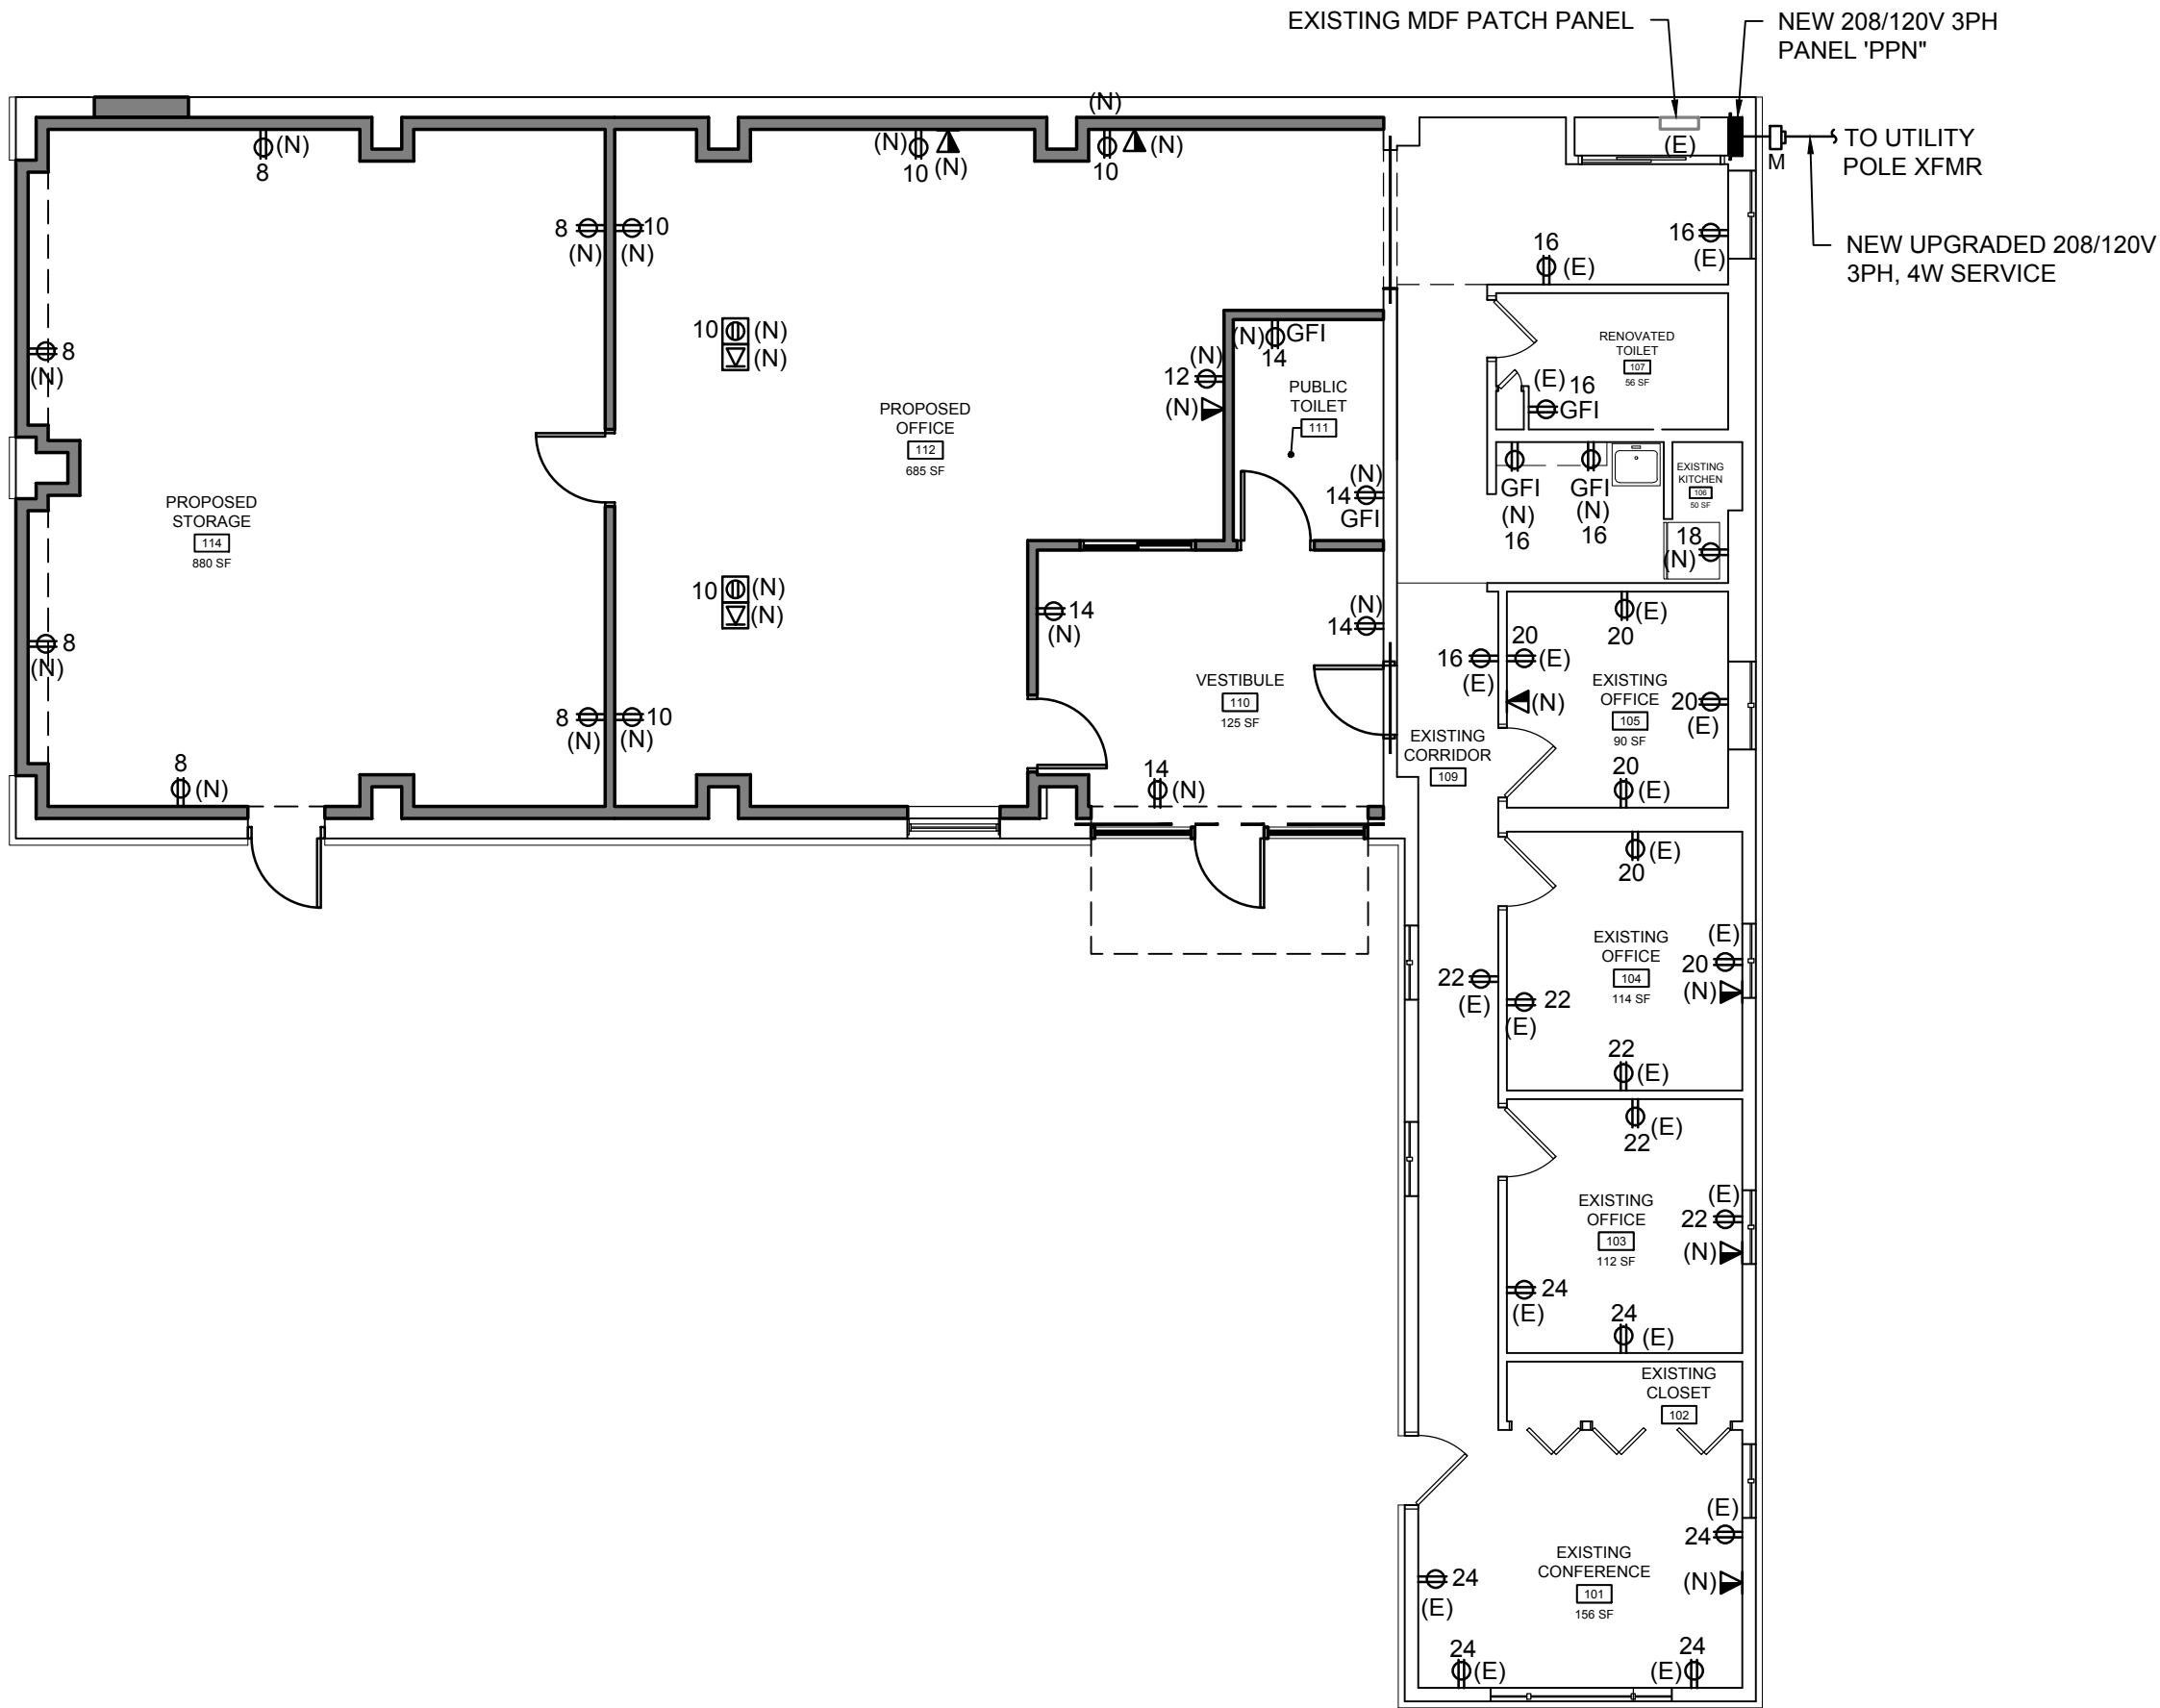 EXISTING MDF PATCH PANEL
NEW 208/120V 3PH
PANEL 'PPN"
TO UTILITY
POLE XFMR
M
(E)
NEW UPGRADED 208/120V
3PH, 4W SERVICE
(N)
8
8
(N)
8
(N)
8
(N)
8
(N)
8
(N)
PROPOSED
STORAGE
114
880 SF
(N)
10
(N)
(N)
10
(N)
10
(N)
10
(N)
(N)
10
(N)
(N)
10
(N)
PROPOSED
OFFICE
112
685 SF
(N)
12
(N)
(N)
GFI
14
PUBLIC
TOILET
111
(N)
14
GFI
14
(N)
(N)
14
VESTIBULE
110
125 SF
14
(N)
16
(E)
16
(E)
RENOVATED
TOILET
107
56 SF
(E)
16
GFI
GFI
(N)
16
GFI
(N)
16
EXISTING
KITCHEN
106
50 SF
18
(N)
16
(E)
EXISTING
CORRIDOR
109
20
(E)
(N)
(E)
20
EXISTING
OFFICE
105
90 SF
20
(E)
20
(E)
(E)
20
EXISTING
OFFICE
104
114 SF
(E)
20
(N)
22
(E)
22
(E)
22
(E)
(E)
22
EXISTING
OFFICE
103
112 SF
(E)
22
(N)
24
(E)
24
(E)
EXISTING
CLOSET
102
(E)
24
(N)
EXISTING
CONFERENCE
101
156 SF
24
(E)
24
(E)
24
(E)